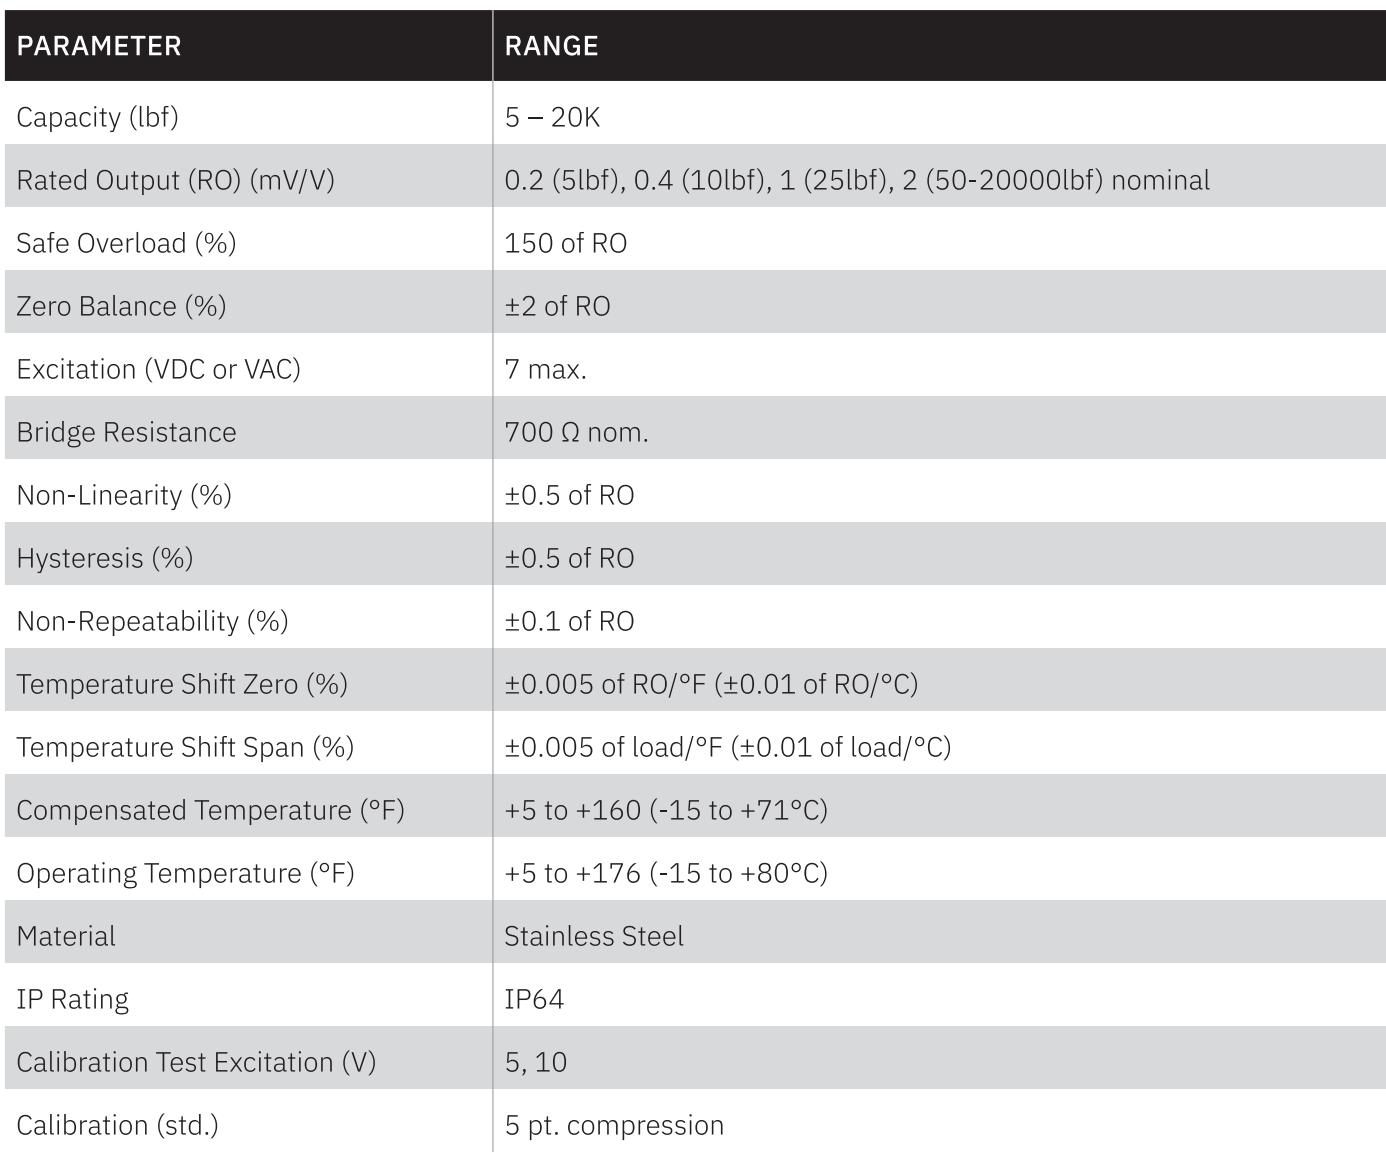 PARAMETER RANGE
Capacity (lbf) 5 – 20K
Rated Output (RO) (mV/V) 0.2 (5lbf), 0.4 (10lbf), 1 (25lbf), 2 (50-20000lbf) nominal
Safe Overload (%) 150 of RO
Zero Balance (%) ±2 of RO
Excitation (VDC or VAC) 7 max.
Bridge Resistance 700 Ω nom.
Non-Linearity (%) ±0.5 of RO
Hysteresis (%) ±0.5 of RO
Non-Repeatability (%) ±0.1 of RO
Temperature Shift Zero (%) ±0.005 of RO/°F (±0.01 of RO/°C)
Temperature Shift Span (%) ±0.005 of load/°F (±0.01 of load/°C)
Compensated Temperature (°F) +5 to +160 (-15 to +71°C)
Operating Temperature (°F) +5 to +176 (-15 to +80°C)
Material Stainless Steel
IP Rating IP64
Calibration Test Excitation (V) 5, 10
Calibration (std.) 5 pt. compression